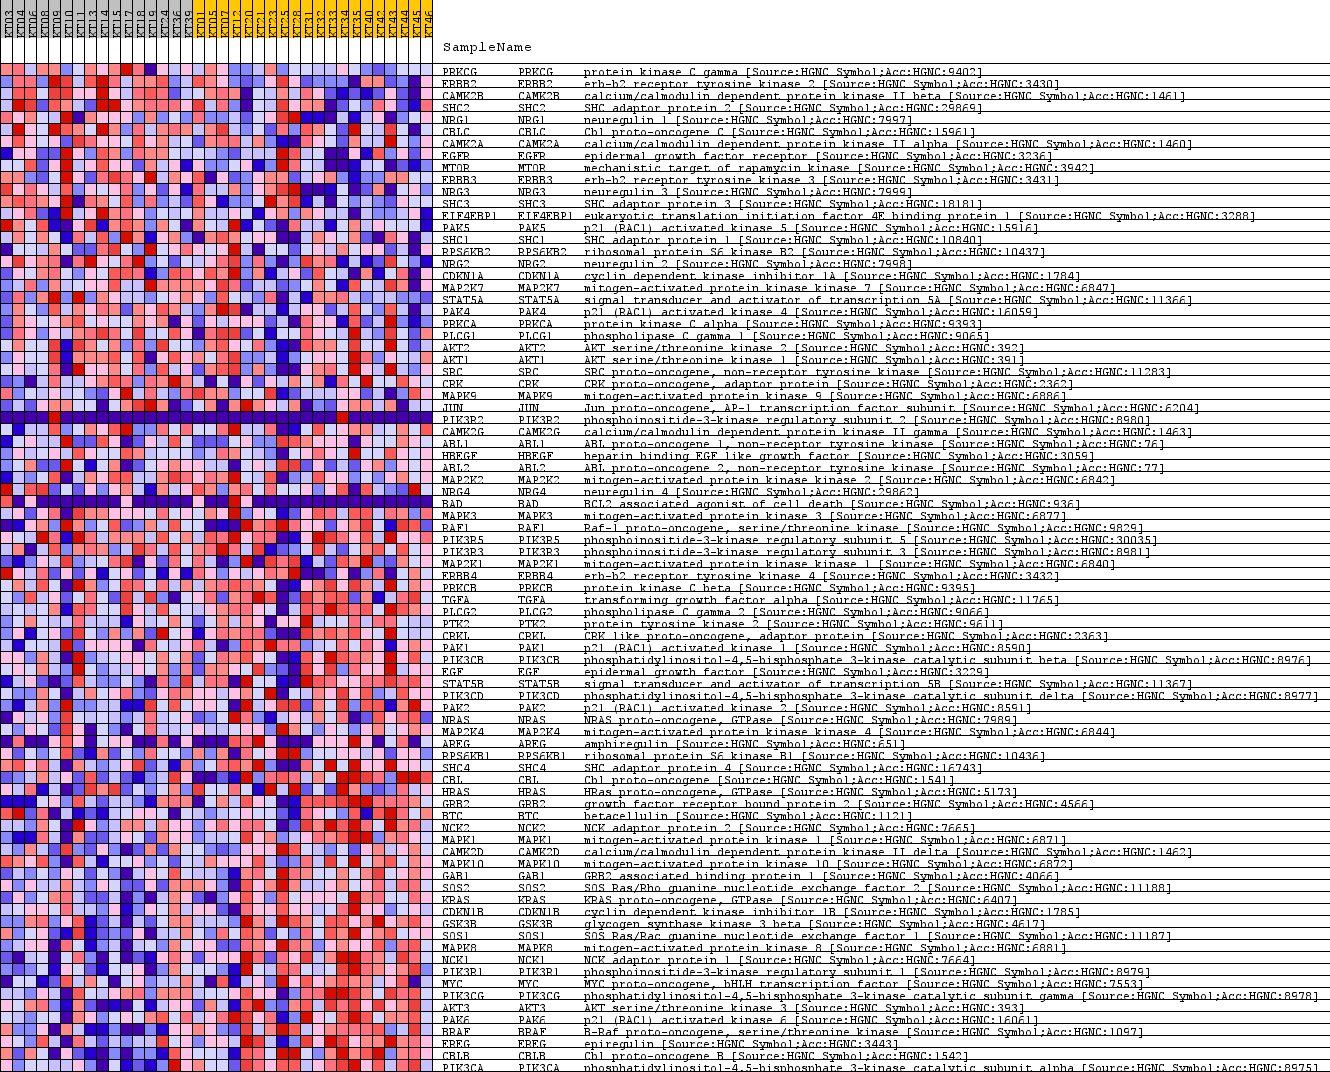 KT03 KT04 KT06 KT08 KT09 KT10 KT11 KT13 KT14 KT15 KT17 KT18 KT19 KT24 KT36 KT39 KT01 KT05 KT07 KT12 KT20 KT21 KT23 KT25 KT28 KT31 KT32 KT33 KT34 KT35 KT40 KT42 KT43 KT44 KT45 KT46
SampleName
PRKCG PRKCG protein kinase C gamma [Source:HGNC Symbol;Acc:HGNC:9402]
ERBB2 ERBB2 erb-b2 receptor tyrosine kinase 2 [Source:HGNC Symbol;Acc:HGNC:3430]
CAMK2B CAMK2B calcium/calmodulin dependent protein kinase II beta [Source:HGNC Symbol;Acc:HGNC:1461]
SHC2 SHC2 SHC adaptor protein 2 [Source:HGNC Symbol;Acc:HGNC:29869]
NRG1 NRG1 neuregulin 1 [Source:HGNC Symbol;Acc:HGNC:7997]
CBLC CBLC Cbl proto-oncogene C [Source:HGNC Symbol;Acc:HGNC:15961]
CAMK2A CAMK2A calcium/calmodulin dependent protein kinase II alpha [Source:HGNC Symbol;Acc:HGNC:1460]
EGFR EGFR epidermal growth factor receptor [Source:HGNC Symbol;Acc:HGNC:3236]
MTOR MTOR mechanistic target of rapamycin kinase [Source:HGNC Symbol;Acc:HGNC:3942]
ERBB3 ERBB3 erb-b2 receptor tyrosine kinase 3 [Source:HGNC Symbol;Acc:HGNC:3431]
NRG3 NRG3 neuregulin 3 [Source:HGNC Symbol;Acc:HGNC:7999]
SHC3 SHC3 SHC adaptor protein 3 [Source:HGNC Symbol;Acc:HGNC:18181]
EIF4EBP1 EIF4EBP1 eukaryotic translation initiation factor 4E binding protein 1 [Source:HGNC Symbol;Acc:HGNC:3288]
PAK5 PAK5 p21 (RAC1) activated kinase 5 [Source:HGNC Symbol;Acc:HGNC:15916]
SHC1 SHC1 SHC adaptor protein 1 [Source:HGNC Symbol;Acc:HGNC:10840]
RPS6KB2 RPS6KB2 ribosomal protein S6 kinase B2 [Source:HGNC Symbol;Acc:HGNC:10437]
NRG2 NRG2 neuregulin 2 [Source:HGNC Symbol;Acc:HGNC:7998]
CDKN1A CDKN1A cyclin dependent kinase inhibitor 1A [Source:HGNC Symbol;Acc:HGNC:1784]
MAP2K7 MAP2K7 mitogen-activated protein kinase kinase 7 [Source:HGNC Symbol;Acc:HGNC:6847]
STAT5A STAT5A signal transducer and activator of transcription 5A [Source:HGNC Symbol;Acc:HGNC:11366]
PAK4 PAK4 p21 (RAC1) activated kinase 4 [Source:HGNC Symbol;Acc:HGNC:16059]
PRKCA PRKCA protein kinase C alpha [Source:HGNC Symbol;Acc:HGNC:9393]
PLCG1 PLCG1 phospholipase C gamma 1 [Source:HGNC Symbol;Acc:HGNC:9065]
AKT2 AKT2 AKT serine/threonine kinase 2 [Source:HGNC Symbol;Acc:HGNC:392]
AKT1 AKT1 AKT serine/threonine kinase 1 [Source:HGNC Symbol;Acc:HGNC:391]
SRC SRC SRC proto-oncogene, non-receptor tyrosine kinase [Source:HGNC Symbol;Acc:HGNC:11283]
CRK CRK CRK proto-oncogene, adaptor protein [Source:HGNC Symbol;Acc:HGNC:2362]
MAPK9 MAPK9 mitogen-activated protein kinase 9 [Source:HGNC Symbol;Acc:HGNC:6886]
JUN JUN Jun proto-oncogene, AP-1 transcription factor subunit [Source:HGNC Symbol;Acc:HGNC:6204]
PIK3R2 PIK3R2 phosphoinositide-3-kinase regulatory subunit 2 [Source:HGNC Symbol;Acc:HGNC:8980]
CAMK2G CAMK2G calcium/calmodulin dependent protein kinase II gamma [Source:HGNC Symbol;Acc:HGNC:1463]
ABL1 ABL1 ABL proto-oncogene 1, non-receptor tyrosine kinase [Source:HGNC Symbol;Acc:HGNC:76]
HBEGF HBEGF heparin binding EGF like growth factor [Source:HGNC Symbol;Acc:HGNC:3059]
ABL2 ABL2 ABL proto-oncogene 2, non-receptor tyrosine kinase [Source:HGNC Symbol;Acc:HGNC:77]
MAP2K2 MAP2K2 mitogen-activated protein kinase kinase 2 [Source:HGNC Symbol;Acc:HGNC:6842]
NRG4 NRG4 neuregulin 4 [Source:HGNC Symbol;Acc:HGNC:29862]
BAD BAD BCL2 associated agonist of cell death [Source:HGNC Symbol;Acc:HGNC:936]
MAPK3 MAPK3 mitogen-activated protein kinase 3 [Source:HGNC Symbol;Acc:HGNC:6877]
RAF1 RAF1 Raf-1 proto-oncogene, serine/threonine kinase [Source:HGNC Symbol;Acc:HGNC:9829]
PIK3R5 PIK3R5 phosphoinositide-3-kinase regulatory subunit 5 [Source:HGNC Symbol;Acc:HGNC:30035]
PIK3R3 PIK3R3 phosphoinositide-3-kinase regulatory subunit 3 [Source:HGNC Symbol;Acc:HGNC:8981]
MAP2K1 MAP2K1 mitogen-activated protein kinase kinase 1 [Source:HGNC Symbol;Acc:HGNC:6840]
ERBB4 ERBB4 erb-b2 receptor tyrosine kinase 4 [Source:HGNC Symbol;Acc:HGNC:3432]
PRKCB PRKCB protein kinase C beta [Source:HGNC Symbol;Acc:HGNC:9395]
TGFA TGFA transforming growth factor alpha [Source:HGNC Symbol;Acc:HGNC:11765]
PLCG2 PLCG2 phospholipase C gamma 2 [Source:HGNC Symbol;Acc:HGNC:9066]
PTK2 PTK2 protein tyrosine kinase 2 [Source:HGNC Symbol;Acc:HGNC:9611]
CRKL CRKL CRK like proto-oncogene, adaptor protein [Source:HGNC Symbol;Acc:HGNC:2363]
PAK1 PAK1 p21 (RAC1) activated kinase 1 [Source:HGNC Symbol;Acc:HGNC:8590]
PIK3CB PIK3CB phosphatidylinositol-4,5-bisphosphate 3-kinase catalytic subunit beta [Source:HGNC Symbol;Acc:HGNC:8976]
EGF EGF epidermal growth factor [Source:HGNC Symbol;Acc:HGNC:3229]
STAT5B STAT5B signal transducer and activator of transcription 5B [Source:HGNC Symbol;Acc:HGNC:11367]
PIK3CD PIK3CD phosphatidylinositol-4,5-bisphosphate 3-kinase catalytic subunit delta [Source:HGNC Symbol;Acc:HGNC:8977]
PAK2 PAK2 p21 (RAC1) activated kinase 2 [Source:HGNC Symbol;Acc:HGNC:8591]
NRAS NRAS NRAS proto-oncogene, GTPase [Source:HGNC Symbol;Acc:HGNC:7989]
MAP2K4 MAP2K4 mitogen-activated protein kinase kinase 4 [Source:HGNC Symbol;Acc:HGNC:6844]
AREG AREG amphiregulin [Source:HGNC Symbol;Acc:HGNC:651]
RPS6KB1 RPS6KB1 ribosomal protein S6 kinase B1 [Source:HGNC Symbol;Acc:HGNC:10436]
SHC4 SHC4 SHC adaptor protein 4 [Source:HGNC Symbol;Acc:HGNC:16743]
CBL CBL Cbl proto-oncogene [Source:HGNC Symbol;Acc:HGNC:1541]
HRAS HRAS HRas proto-oncogene, GTPase [Source:HGNC Symbol;Acc:HGNC:5173]
GRB2 GRB2 growth factor receptor bound protein 2 [Source:HGNC Symbol;Acc:HGNC:4566]
BTC BTC betacellulin [Source:HGNC Symbol;Acc:HGNC:1121]
NCK2 NCK2 NCK adaptor protein 2 [Source:HGNC Symbol;Acc:HGNC:7665]
MAPK1 MAPK1 mitogen-activated protein kinase 1 [Source:HGNC Symbol;Acc:HGNC:6871]
CAMK2D CAMK2D calcium/calmodulin dependent protein kinase II delta [Source:HGNC Symbol;Acc:HGNC:1462]
MAPK10 MAPK10 mitogen-activated protein kinase 10 [Source:HGNC Symbol;Acc:HGNC:6872]
GAB1 GAB1 GRB2 associated binding protein 1 [Source:HGNC Symbol;Acc:HGNC:4066]
SOS2 SOS2 SOS Ras/Rho guanine nucleotide exchange factor 2 [Source:HGNC Symbol;Acc:HGNC:11188]
KRAS KRAS KRAS proto-oncogene, GTPase [Source:HGNC Symbol;Acc:HGNC:6407]
CDKN1B CDKN1B cyclin dependent kinase inhibitor 1B [Source:HGNC Symbol;Acc:HGNC:1785]
GSK3B GSK3B glycogen synthase kinase 3 beta [Source:HGNC Symbol;Acc:HGNC:4617]
SOS1 SOS1 SOS Ras/Rac guanine nucleotide exchange factor 1 [Source:HGNC Symbol;Acc:HGNC:11187]
MAPK8 MAPK8 mitogen-activated protein kinase 8 [Source:HGNC Symbol;Acc:HGNC:6881]
NCK1 NCK1 NCK adaptor protein 1 [Source:HGNC Symbol;Acc:HGNC:7664]
PIK3R1 PIK3R1 phosphoinositide-3-kinase regulatory subunit 1 [Source:HGNC Symbol;Acc:HGNC:8979]
MYC MYC MYC proto-oncogene, bHLH transcription factor [Source:HGNC Symbol;Acc:HGNC:7553]
PIK3CG PIK3CG phosphatidylinositol-4,5-bisphosphate 3-kinase catalytic subunit gamma [Source:HGNC Symbol;Acc:HGNC:8978]
AKT3 AKT3 AKT serine/threonine kinase 3 [Source:HGNC Symbol;Acc:HGNC:393]
PAK6 PAK6 p21 (RAC1) activated kinase 6 [Source:HGNC Symbol;Acc:HGNC:16061]
BRAF BRAF B-Raf proto-oncogene, serine/threonine kinase [Source:HGNC Symbol;Acc:HGNC:1097]
EREG EREG epiregulin [Source:HGNC Symbol;Acc:HGNC:3443]
CBLB CBLB Cbl proto-oncogene B [Source:HGNC Symbol;Acc:HGNC:1542]
PIK3CA PIK3CA phosphatidylinositol-4,5-bisphosphate 3-kinase catalytic subunit alpha [Source:HGNC Symbol;Acc:HGNC:8975]